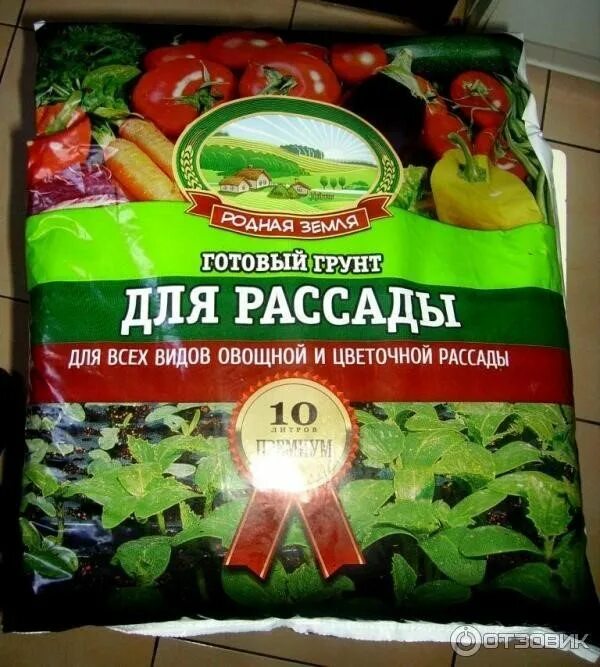 РОДНАЯ ЗЕМЛЯ
ГОТОВЫЙ ГРУНТ
ДЛЯ РАССАДЫ
ДЛЯ ВСЕХ ВИДОВ ОВОЩНОЙ И ЦВЕТОЧНОЙ РАССАДЫ
10
ЛИТРОВ
ПРЕМИУМ
ОТЗОВИК